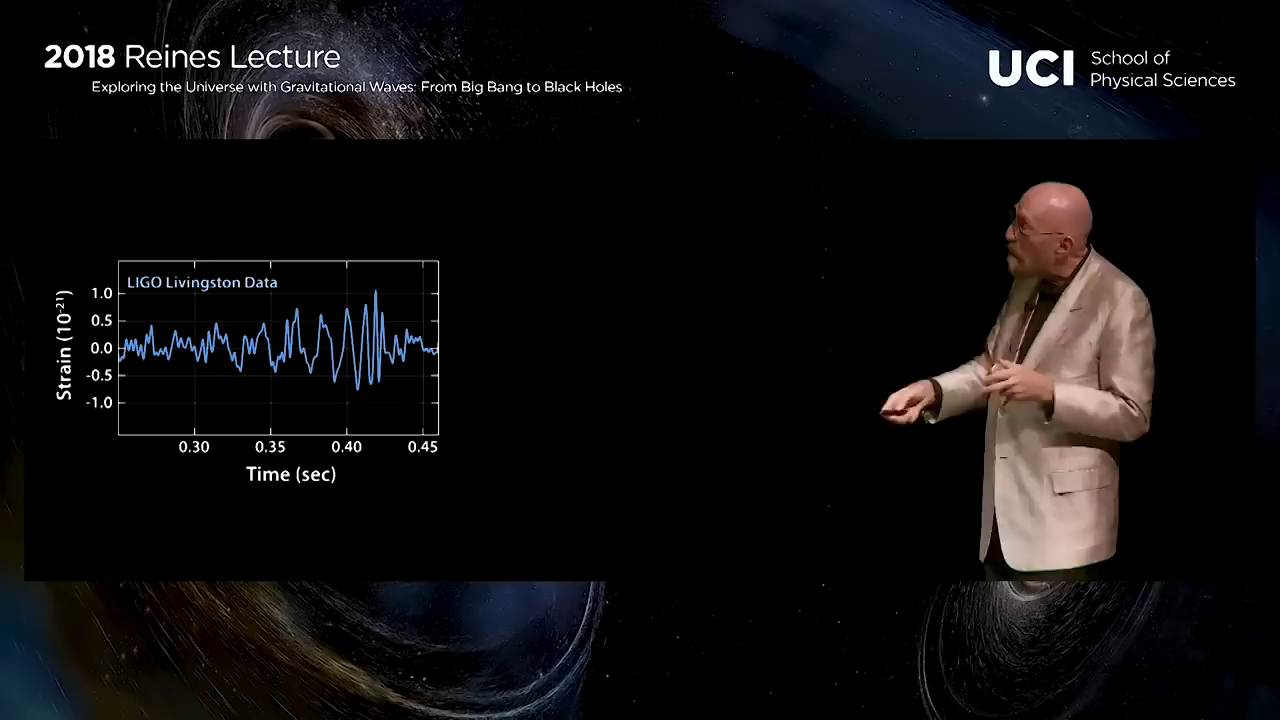 2018 Reines Lecture
Exploring the Universe with Gravitational Waves: From Big Bang to Black Holes
UCI School of
Physical Sciences
LIGO Livingston Data
Strain (10⁻²¹)
1.0
0.5
0.0
-0.5
-1.0
0.30 0.35 0.40 0.45
Time (sec)